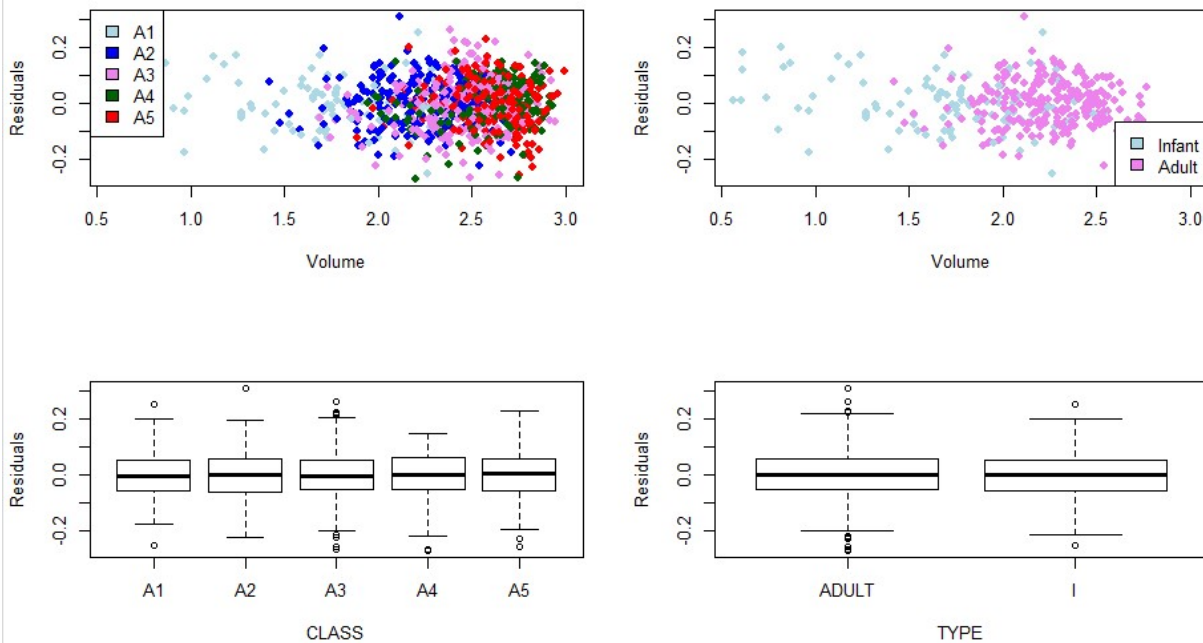 Residuals
0.2
0.0
-0.2
A1
A2
A3
A4
A5
0.5 1.0 1.5 2.0 2.5 3.0
Volume
Residuals
0.2
0.0
-0.2
Infant
Adult
0.5 1.0 1.5 2.0 2.5 3.0
Volume
Residuals
0.2
0.0
-0.2
A1 A2 A3 A4 A5
CLASS
Residuals
0.2
0.0
-0.2
ADULT I
TYPE